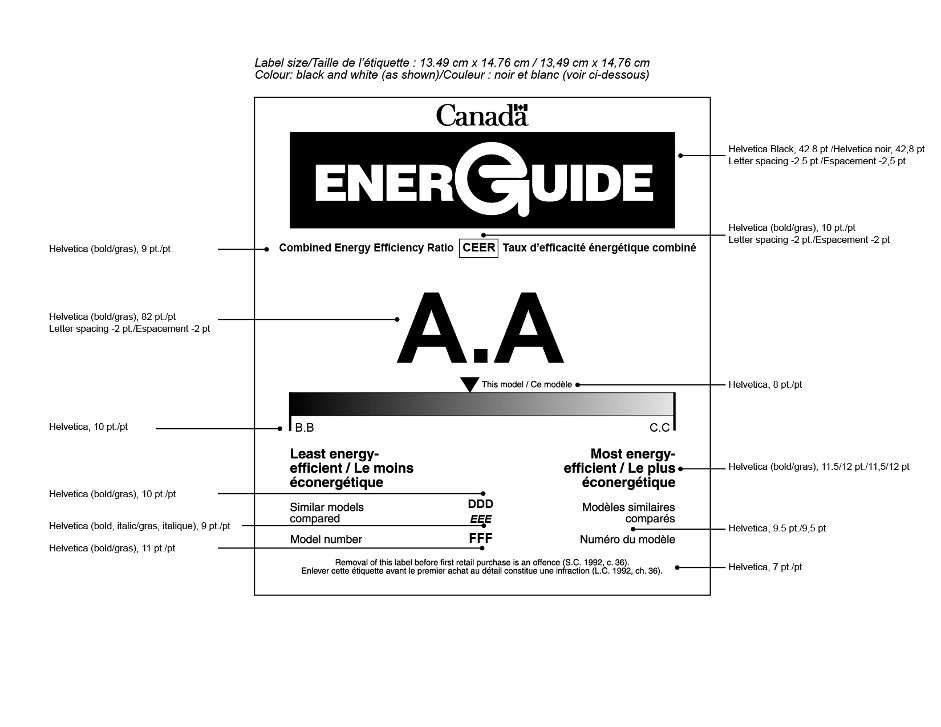 Label size/Taille de l'étiquette : 13.49 cm x 14.76 cm / 13,49 cm x 14,76 cm
Colour: black and white (as shown)/Couleur : noir et blanc (voir ci-dessous)
Canada
Helvetica Black, 42.8 pt./Helvetica noir, 42,8 pt
Letter spacing -2.5 pt./Espacement -2,5 pt
ENERGUIDE
Helvetica (bold/gras), 10 pt./pt
Letter spacing -2 pt./Espacement -2 pt
Helvetica (bold/gras), 9 pt./pt
Combined Energy Efficiency Ratio CEER Taux d'efficacité énergétique combiné
Helvetica (bold/gras), 82 pt./pt
Letter spacing -2 pt./Espacement -2 pt
A.A
This model / Ce modèle
Helvetica, 8 pt./pt
Helvetica, 10 pt./pt
B.B C.C
Least energy- Most energy-
efficient / Le moins efficient / Le plus
éconergétique éconergétique
Helvetica (bold/gras), 11.5/12 pt./11,5/12 pt
Helvetica (bold/gras), 10 pt./pt
Similar models DDD Modèles similaires
compared EEE comparés
Helvetica (bold, italic/gras, italique), 9 pt./pt
Helvetica, 9.5 pt./9,5 pt
Model number FFF Numéro du modèle
Helvetica (bold/gras), 11 pt./pt
Removal of this label before first retail purchase is an offence (S.C. 1992, c. 36).
Enlever cette étiquette avant le premier achat au détail constitue une infraction (L.C. 1992, ch. 36).
Helvetica, 7 pt./pt